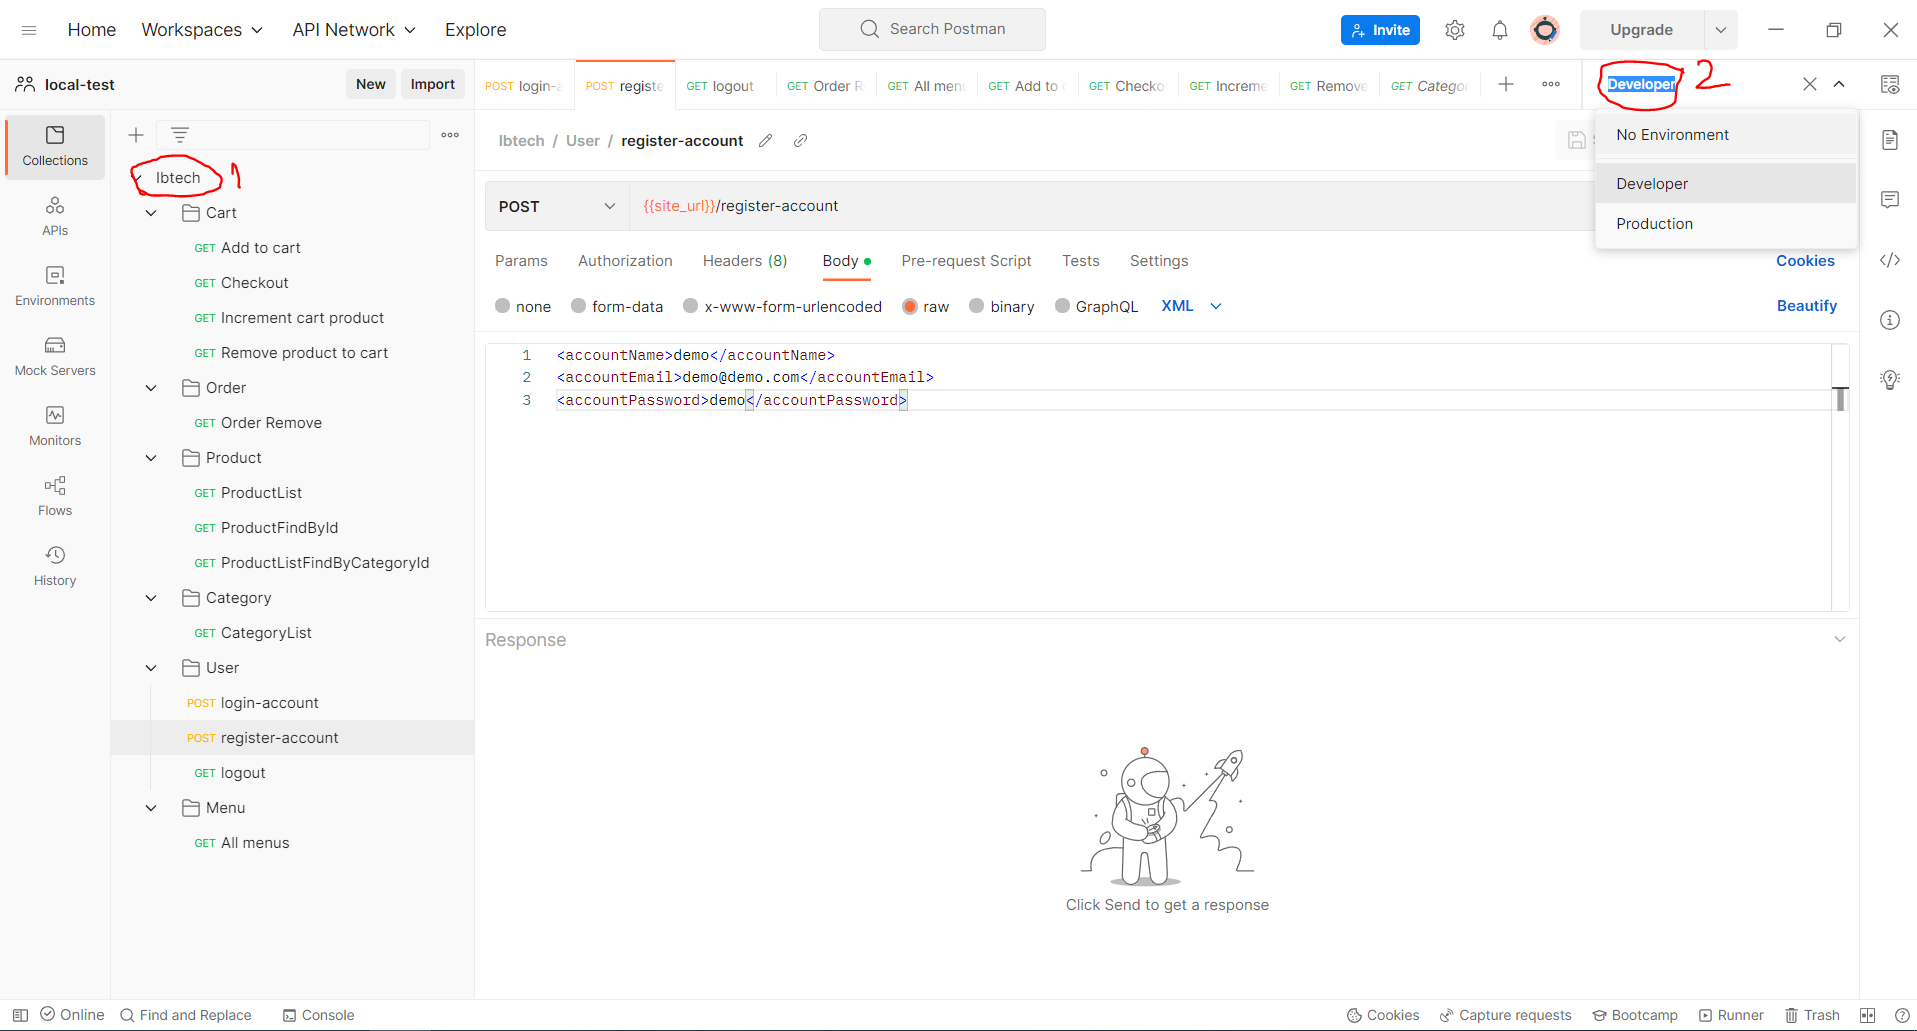 Home Workspaces API Network Explore Search Postman Invite Upgrade
local-test New Import POST login-a POST registe GET logout GET Order R GET All men GET Add to c GET Checko GET Increme GET Remove GET Categor Developer 2
Collections
APIs
Environments
Mock Servers
Monitors
Flows
History
Ibtech 1
Cart
GET Add to cart
GET Checkout
GET Increment cart product
GET Remove product to cart
Order
GET Order Remove
Product
GET ProductList
GET ProductFindById
GET ProductListFindByCategoryId
Category
GET CategoryList
User
POST login-account
POST register-account
GET logout
Menu
GET All menus
Ibtech / User / register-account
No Environment
Developer
Production
POST {{site_url}}/register-account
Params Authorization Headers (8) Body Pre-request Script Tests Settings Cookies
none form-data x-www-form-urlencoded raw binary GraphQL XML Beautify
1 <accountName>demo</accountName>
2 <accountEmail>demo@demo.com</accountEmail>
3 <accountPassword>demo</accountPassword>
Response
Click Send to get a response
Online Find and Replace Console Cookies Capture requests Bootcamp Runner Trash